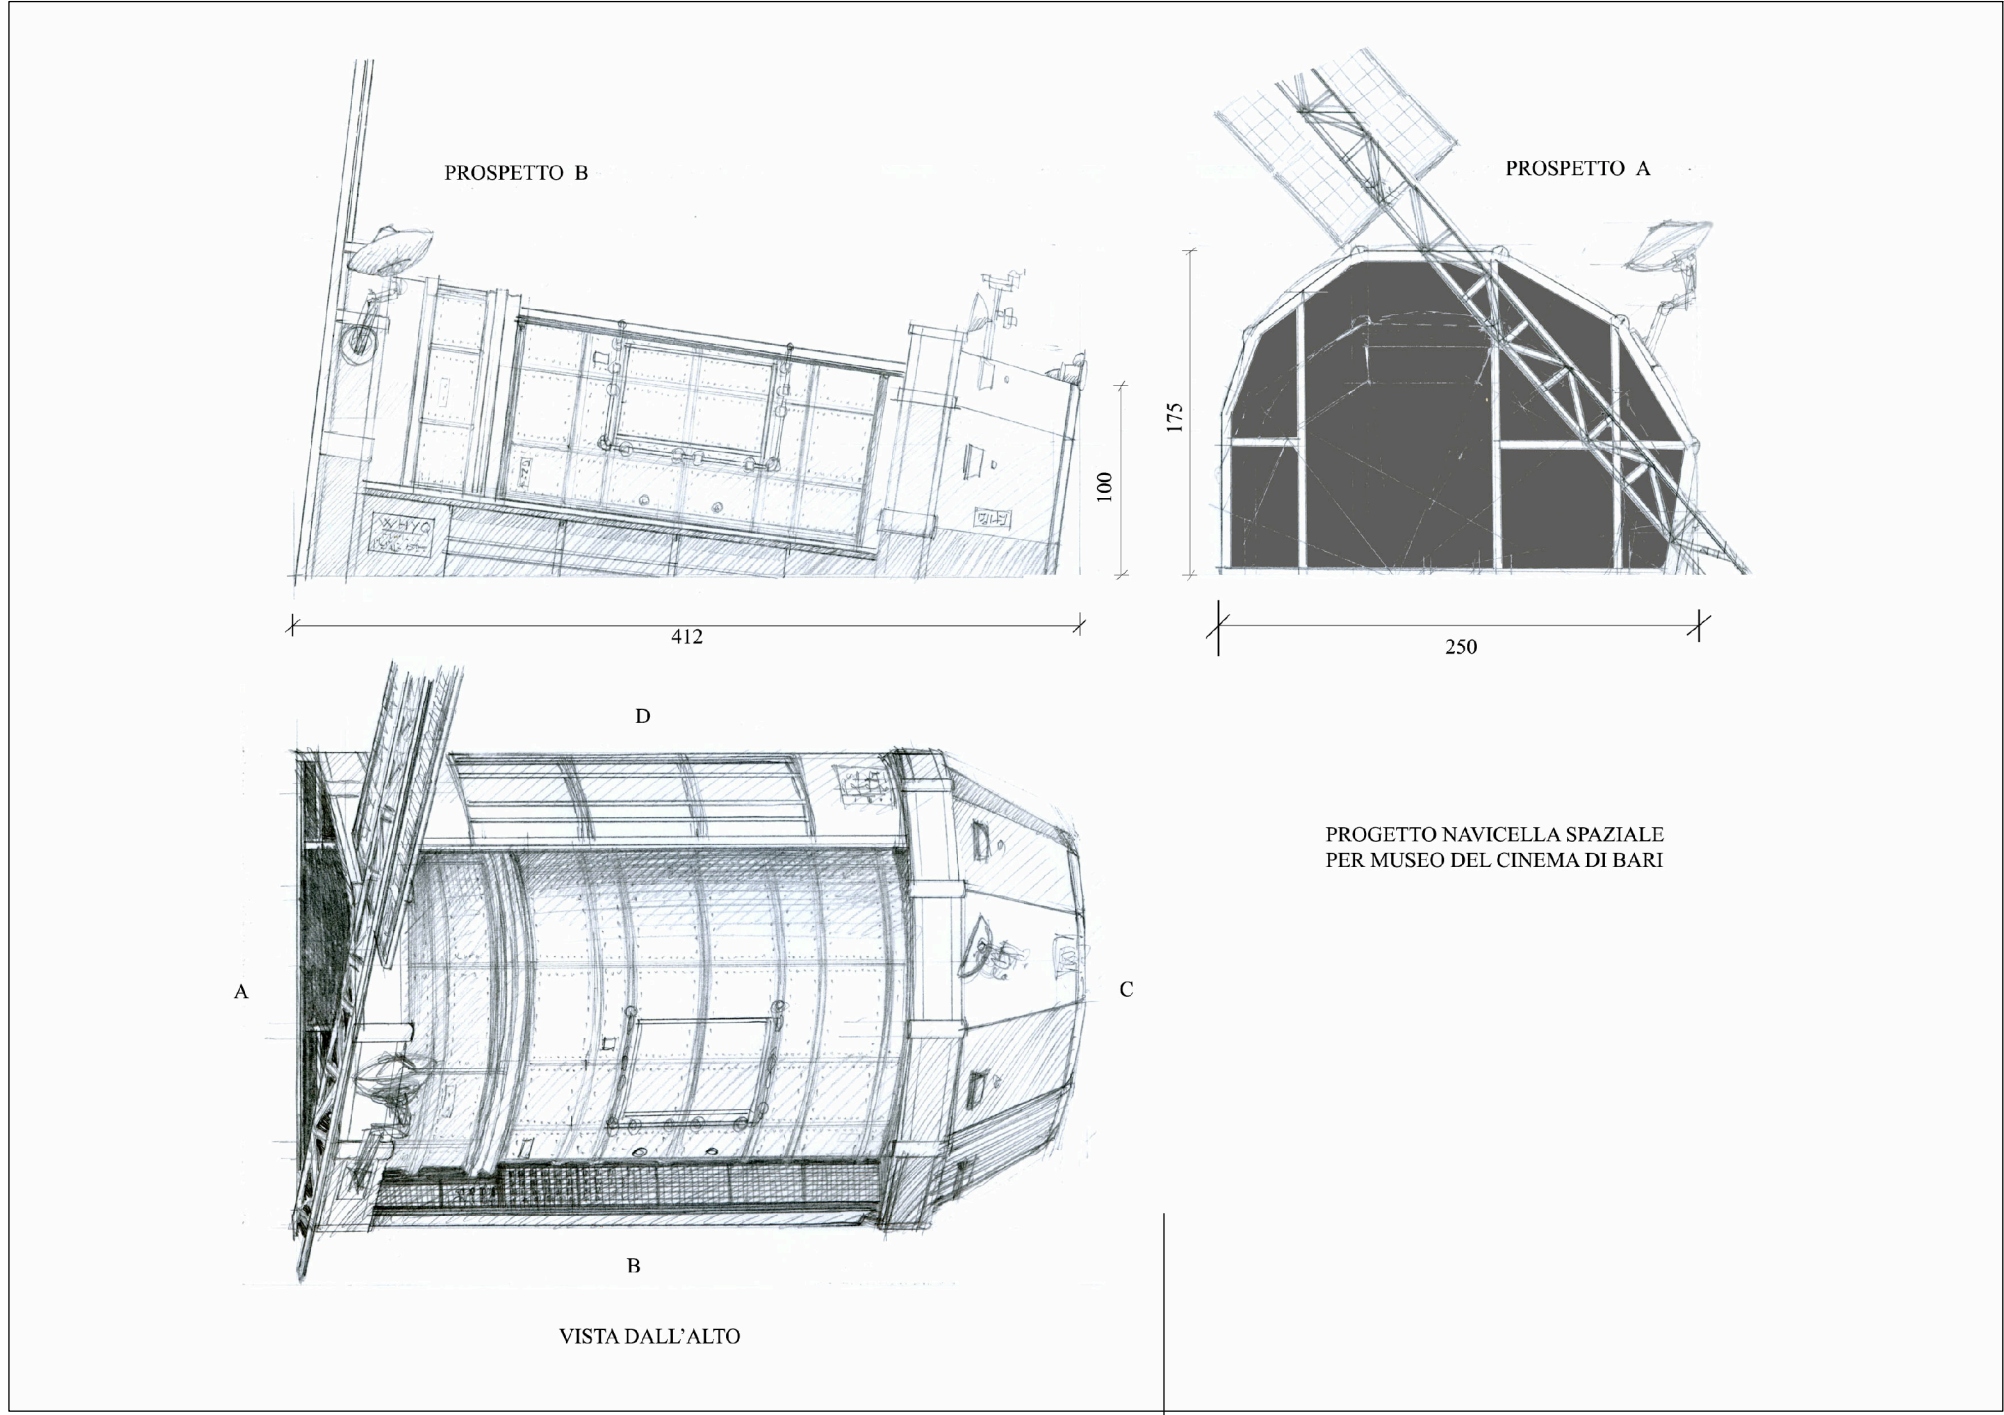 PROSPETTO B
PROSPETTO A
175
100
412
250
D
PROGETTO NAVICELLA SPAZIALE
PER MUSEO DEL CINEMA DI BARI
A
C
B
VISTA DALL'ALTO